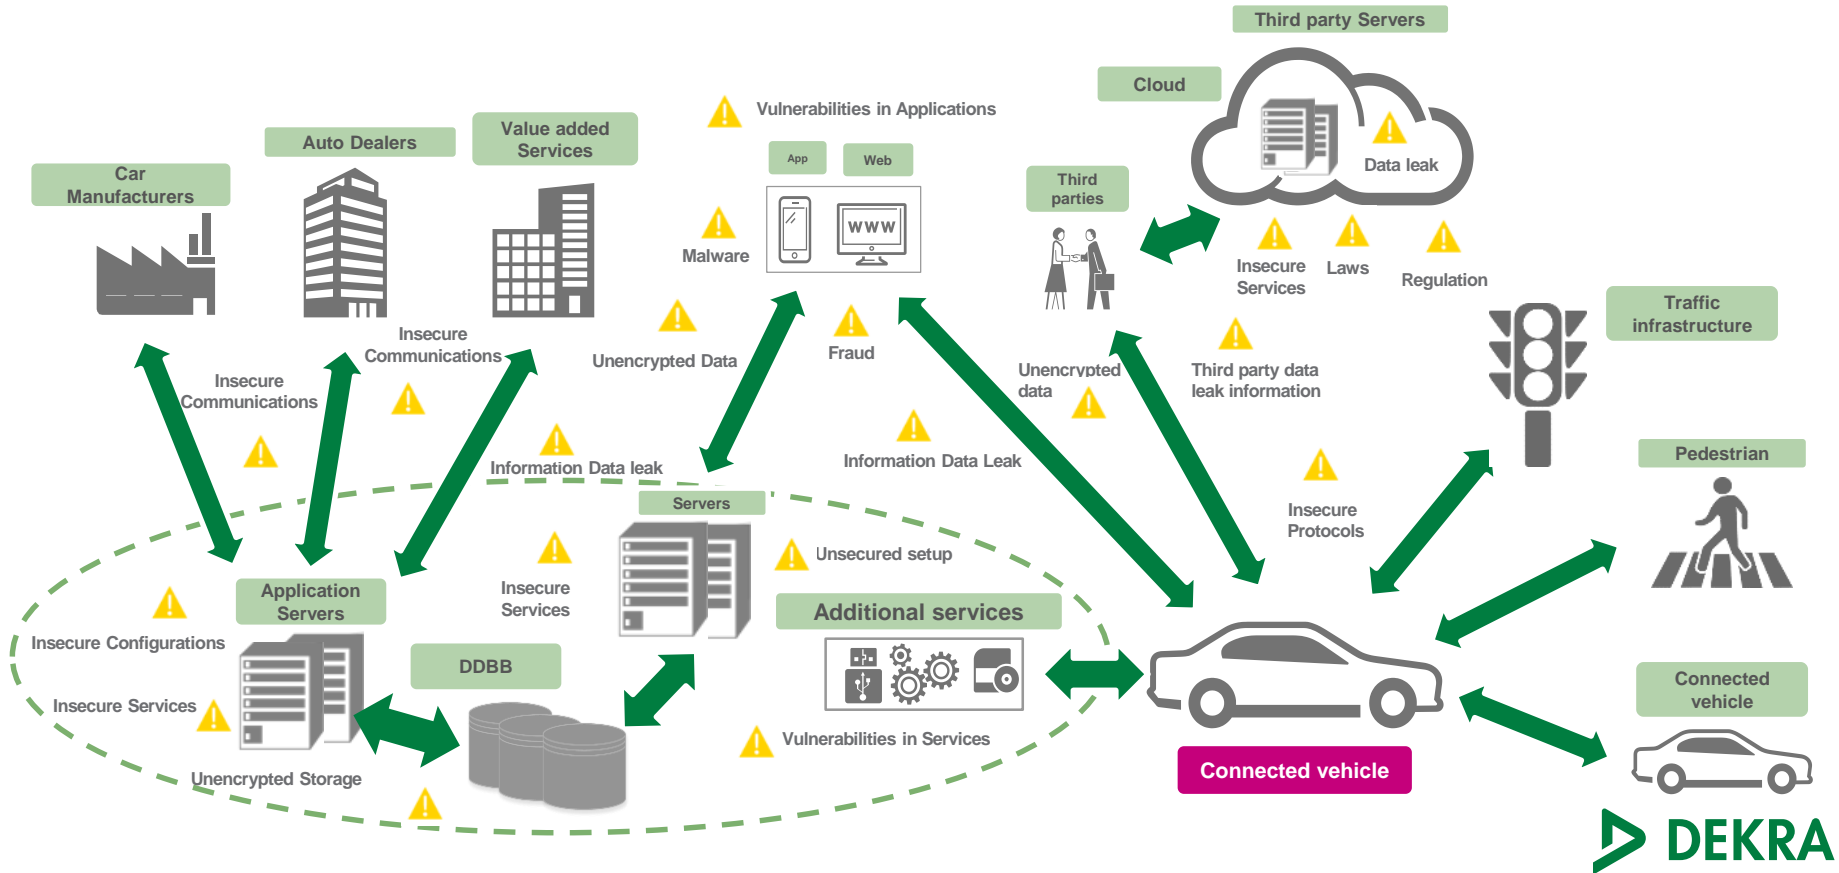 Third party Servers
Cloud
Vulnerabilities in Applications
Value added
Services
Auto Dealers
App
Web
Data leak
Car
Manufacturers
Third
parties
WWW
Malware
Insecure
Services
Laws
Regulation
Traffic
infrastructure
Insecure
Communications
Unencrypted Data
Fraud
Unencrypted
data
Third party data
leak information
Insecure
Communications
Information Data leak
Information Data Leak
Pedestrian
Servers
Insecure
Protocols
Unsecured setup
Insecure
Services
Application
Servers
Additional services
Insecure Configurations
DDBB
Connected
vehicle
Insecure Services
Vulnerabilities in Services
Unencrypted Storage
Connected vehicle
DEKRA